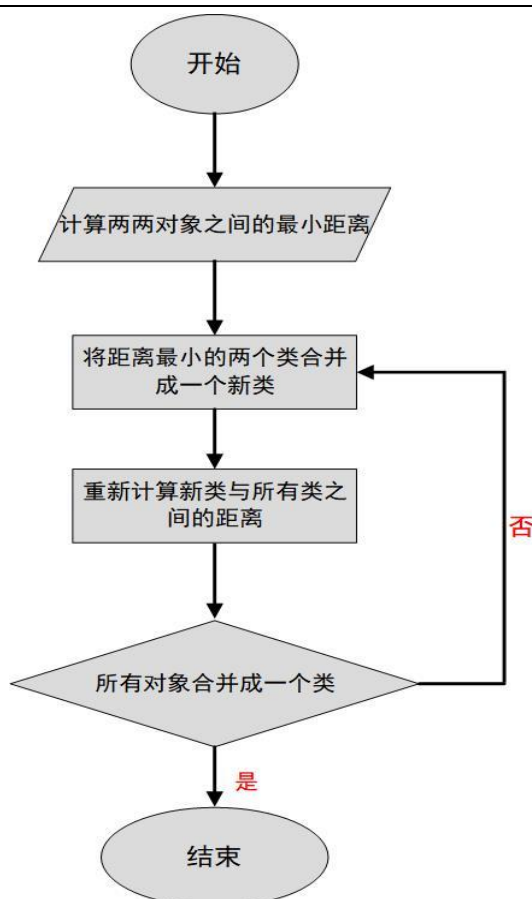 开始
计算两两对象之间的最小距离
将距离最小的两个类合并
成一个新类
重新计算新类与所有类之
间的距离
否
所有对象合并成一个类
是
结束